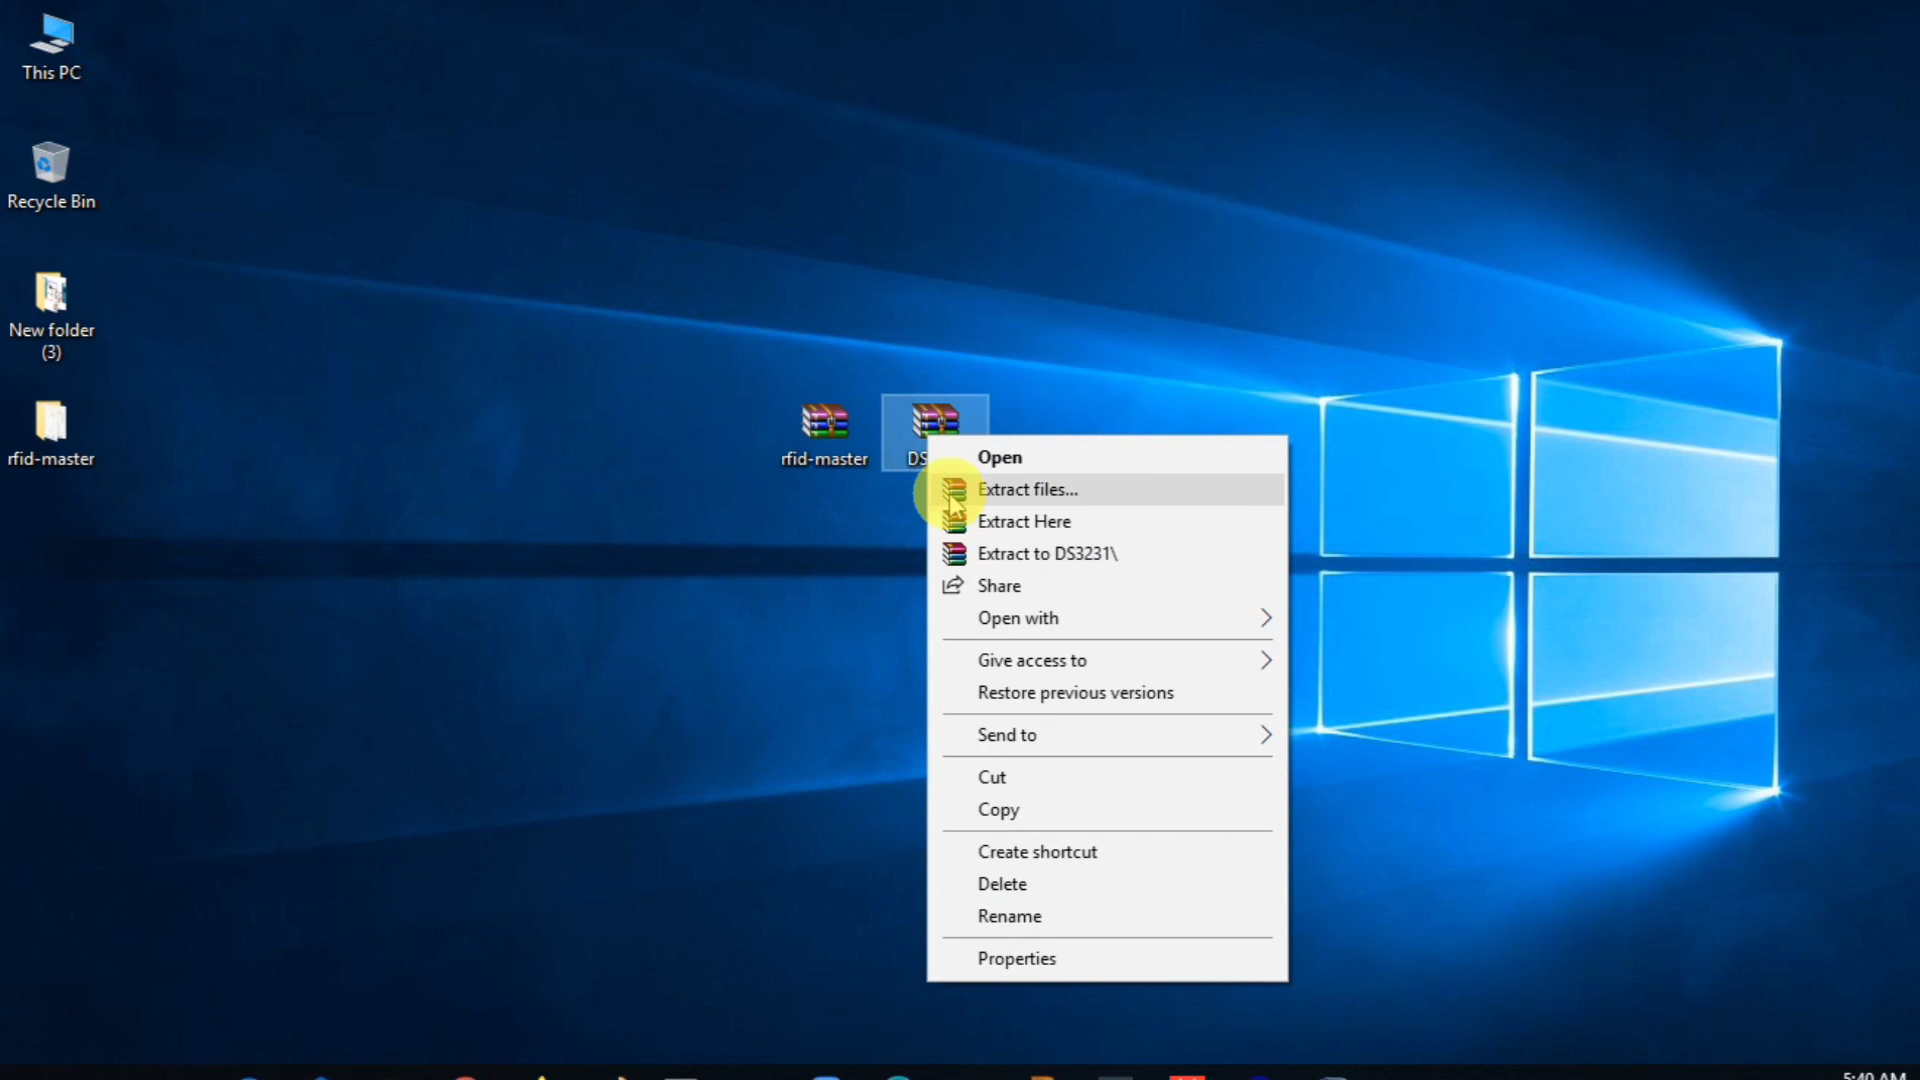 This PC
Recycle Bin
New folder
(3)
rfid-master
rfid-master
DS
Open
Extract files...
Extract Here
Extract to DS3231\
Share
Open with
Give access to
Restore previous versions
Send to
Cut
Copy
Create shortcut
Delete
Rename
Properties
5:40 AM